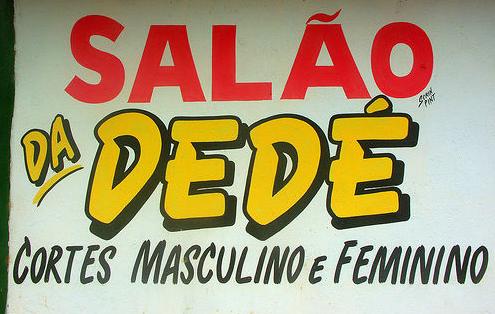 SALÃO
DA DEDÉ
CORTES MASCULINO E FEMININO